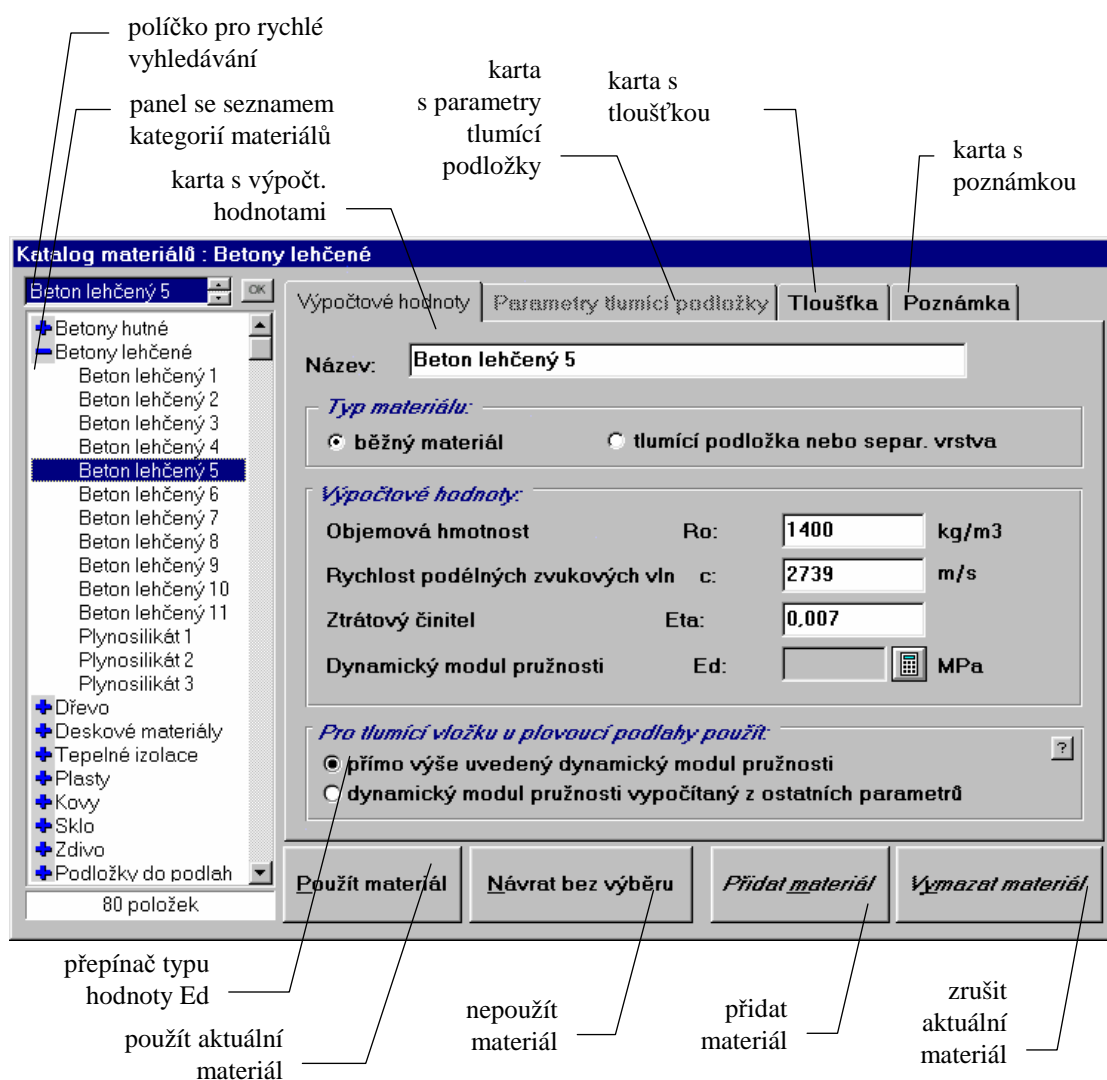 políčko pro rychlé
vyhledávání
panel se seznamem
kategorií materiálů
karta s výpočt.
hodnotami
karta
s parametry
tlumící
podložky
karta s
tloušťkou
karta s
poznámkou
Katalog materiálů : Betony lehčené
Beton lehčený 5
OK
Betony hutné
Betony lehčené
Beton lehčený 1
Beton lehčený 2
Beton lehčený 3
Beton lehčený 4
Beton lehčený 5
Beton lehčený 6
Beton lehčený 7
Beton lehčený 8
Beton lehčený 9
Beton lehčený 10
Beton lehčený 11
Plynosilikát 1
Plynosilikát 2
Plynosilikát 3
Dřevo
Deskové materiály
Tepelné izolace
Plasty
Kovy
Sklo
Zdivo
Podložky do podlah
80 položek
Výpočtové hodnoty Parametry tlumící podložky Tloušťka Poznámka
Název: Beton lehčený 5
Typ materiálu:
běžný materiál tlumící podložka nebo separ. vrstva
Výpočtové hodnoty:
Objemová hmotnost Ro: 1400 kg/m3
Rychlost podélných zvukových vln c: 2739 m/s
Ztrátový činitel Eta: 0,007
Dynamický modul pružnosti Ed: MPa
Pro tlumící vložku u plovoucí podlahy použít:
?
přímo výše uvedený dynamický modul pružnosti
dynamický modul pružnosti vypočítaný z ostatních parametrů
Použít materiál Návrat bez výběru Přidat materiál Vymazat materiál
přepínač typu
hodnoty Ed
použít aktuální
materiál
nepoužít
materiál
přidat
materiál
zrušit
aktuální
materiál